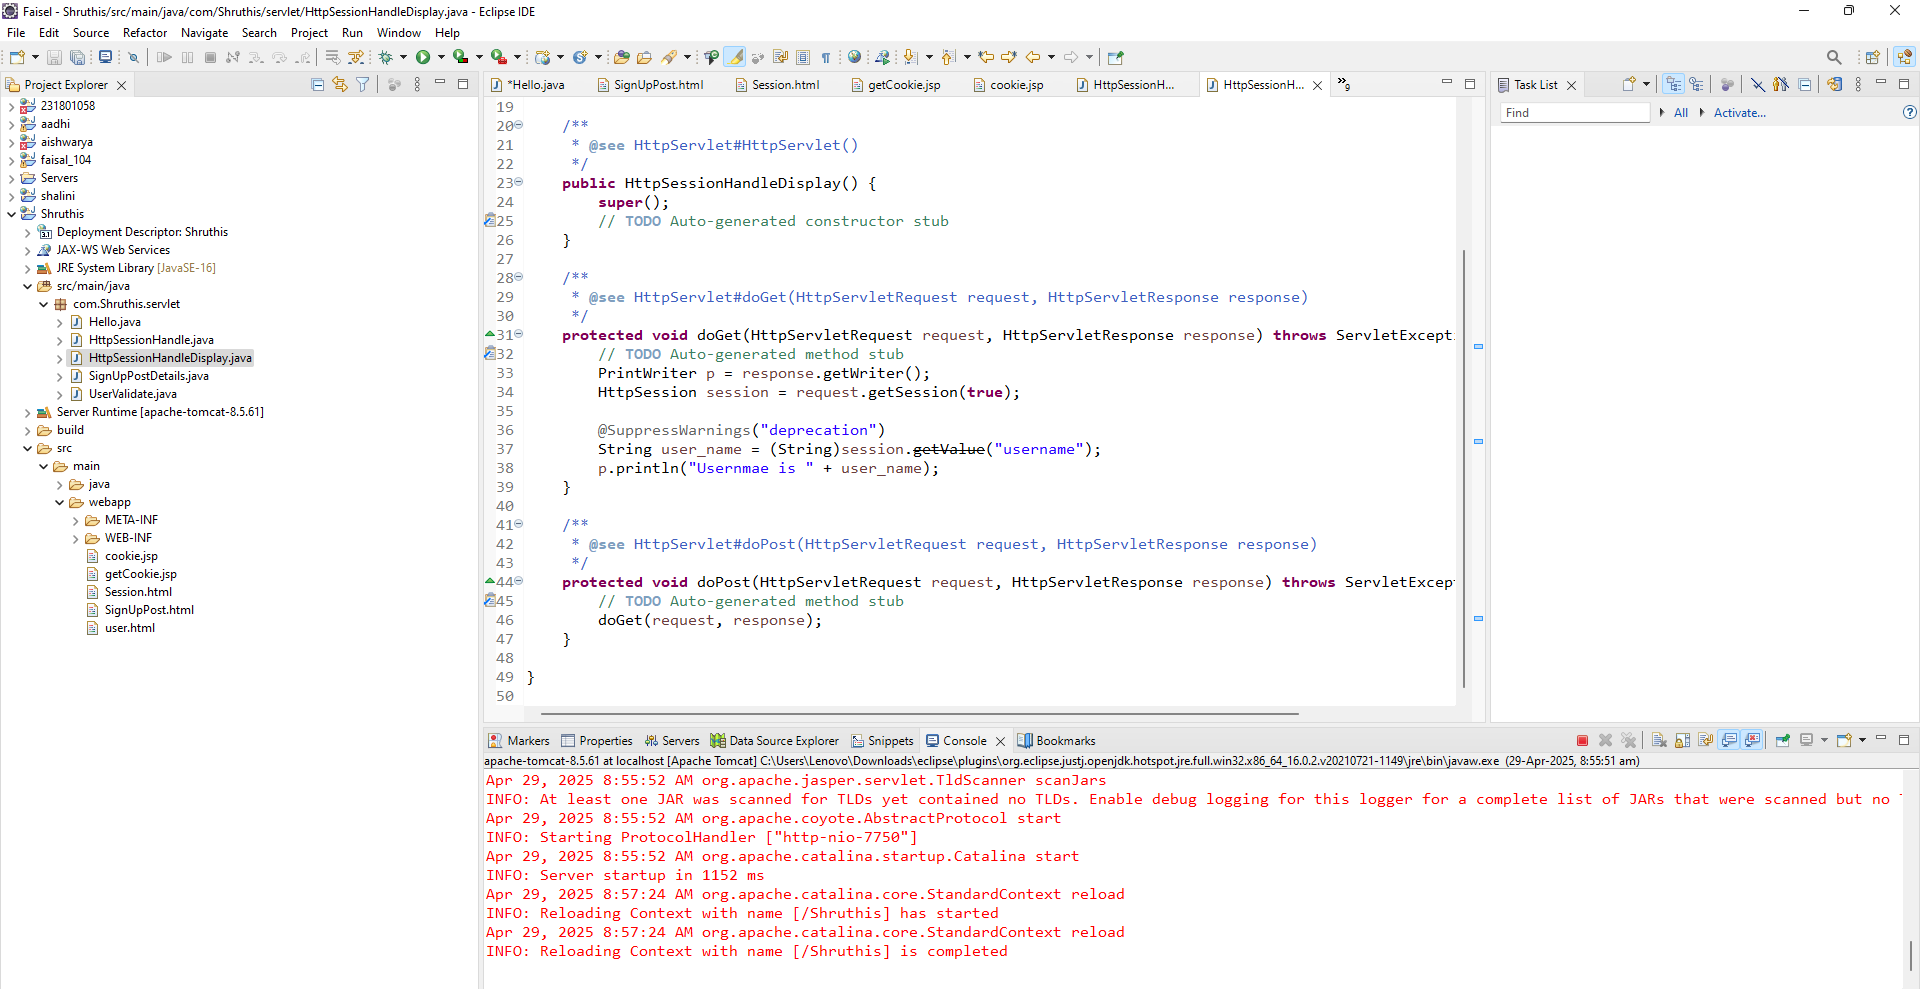 Faisel - Shruthis/src/main/java/com/Shruthis/servlet/HttpSessionHandleDisplay.java - Eclipse IDE
File Edit Source Refactor Navigate Search Project Run Window Help
Project Explorer
231801058
aadhi
aishwarya
faisal_104
Servers
shalini
Shruthis
Deployment Descriptor: Shruthis
JAX-WS Web Services
JRE System Library [JavaSE-16]
src/main/java
com.Shruthis.servlet
Hello.java
HttpSessionHandle.java
HttpSessionHandleDisplay.java
SignUpPostDetails.java
UserValidate.java
Server Runtime [apache-tomcat-8.5.61]
build
src
main
java
webapp
META-INF
WEB-INF
cookie.jsp
getCookie.jsp
Session.html
SignUpPost.html
user.html
*Hello.java SignUpPost.html Session.html getCookie.jsp cookie.jsp HttpSessionH... HttpSessionH... »9
19
20 /**
21 * @see HttpServlet#HttpServlet()
22 */
23 public HttpSessionHandleDisplay() {
24 super();
25 // TODO Auto-generated constructor stub
26 }
27
28 /**
29 * @see HttpServlet#doGet(HttpServletRequest request, HttpServletResponse response)
30 */
31 protected void doGet(HttpServletRequest request, HttpServletResponse response) throws ServletExcept
32 // TODO Auto-generated method stub
33 PrintWriter p = response.getWriter();
34 HttpSession session = request.getSession(true);
35
36 @SuppressWarnings("deprecation")
37 String user_name = (String)session.getValue("username");
38 p.println("Usernmae is " + user_name);
39 }
40
41 /**
42 * @see HttpServlet#doPost(HttpServletRequest request, HttpServletResponse response)
43 */
44 protected void doPost(HttpServletRequest request, HttpServletResponse response) throws ServletExcep
45 // TODO Auto-generated method stub
46 doGet(request, response);
47 }
48
49 }
50
Task List
Find All Activate...
Markers Properties Servers Data Source Explorer Snippets Console Bookmarks
apache-tomcat-8.5.61 at localhost [Apache Tomcat] C:\Users\Lenovo\Downloads\eclipse\plugins\org.eclipse.justj.openjdk.hotspot.jre.full.win32.x86_64_16.0.2.v20210721-1149\jre\bin\javaw.exe (29-Apr-2025, 8:55:51 am)
Apr 29, 2025 8:55:52 AM org.apache.jasper.servlet.TldScanner scanJars
INFO: At least one JAR was scanned for TLDs yet contained no TLDs. Enable debug logging for this logger for a complete list of JARs that were scanned but no
Apr 29, 2025 8:55:52 AM org.apache.coyote.AbstractProtocol start
INFO: Starting ProtocolHandler ["http-nio-7750"]
Apr 29, 2025 8:55:52 AM org.apache.catalina.startup.Catalina start
INFO: Server startup in 1152 ms
Apr 29, 2025 8:57:24 AM org.apache.catalina.core.StandardContext reload
INFO: Reloading Context with name [/Shruthis] has started
Apr 29, 2025 8:57:24 AM org.apache.catalina.core.StandardContext reload
INFO: Reloading Context with name [/Shruthis] is completed